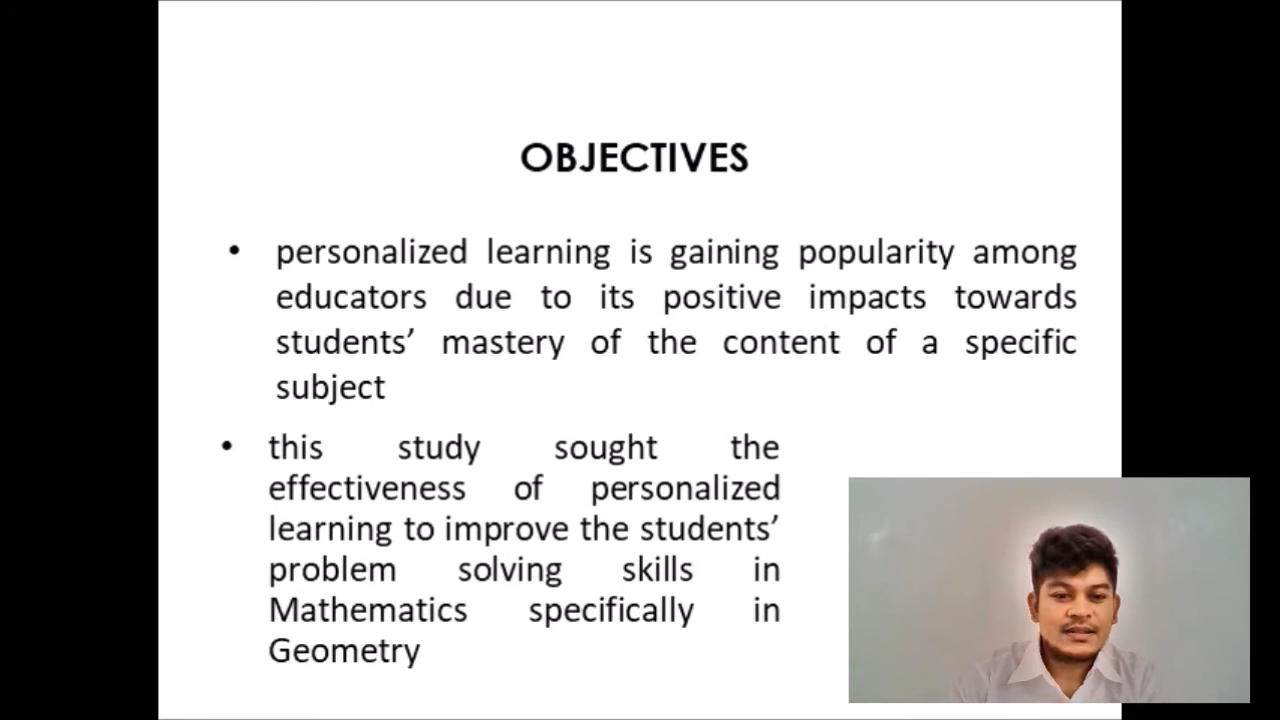 OBJECTIVES
• personalized learning is gaining popularity among
educators due to its positive impacts towards
students’ mastery of the content of a specific
subject
• this study sought the
effectiveness of personalized
learning to improve the students’
problem solving skills in
Mathematics specifically in
Geometry